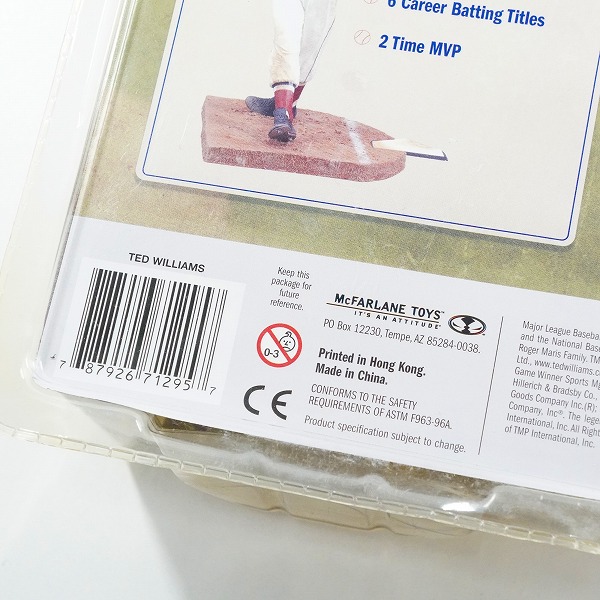 6 Career Batting Titles
2 Time MVP
TED WILLIAMS
7 87926 71295 7
Keep this
package for
future
reference.
0-3
CE
McFARLANE TOYS™
IT'S AN ATTITUDE
PO Box 12230, Tempe, AZ 85284-0038.
Printed in Hong Kong.
Made in China.
CONFORMS TO THE SAFETY
REQUIREMENTS OF ASTM F963-96A.
Product specification subject to change.
Major League Baseba
and the National Base
Roger Maris Family. TM
L.P., www.tedwilliams.c
Game Winner Sports M
Hillerich & Bradsby Co.,
Goods Company Inc.(R);
Company, Inc®. The lege
International, Inc. All Right
of TMP International, Inc.